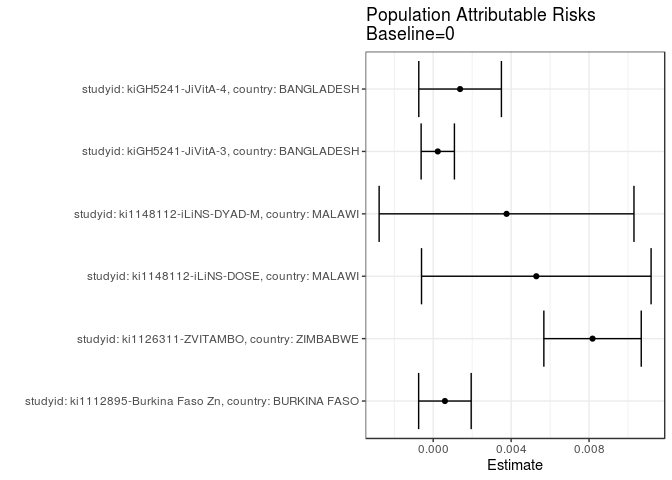 Population Attributable Risks
Baseline=0
studyid: kiGH5241-JiVitA-4, country: BANGLADESH
studyid: kiGH5241-JiVitA-3, country: BANGLADESH
studyid: ki1148112-iLiNS-DYAD-M, country: MALAWI
studyid: ki1148112-iLiNS-DOSE, country: MALAWI
studyid: ki1126311-ZVITAMBO, country: ZIMBABWE
studyid: ki1112895-Burkina Faso Zn, country: BURKINA FASO
0.000 0.004 0.008
Estimate